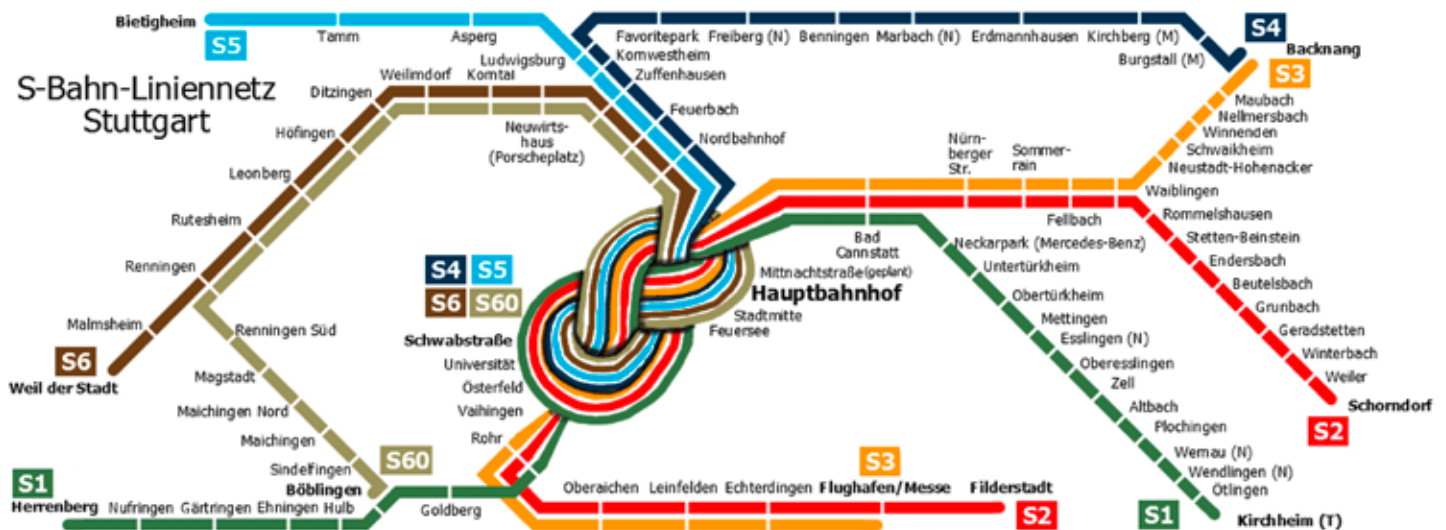 Bietigheim
S5
Tamm
Asperg
Ludwigsburg
Favoritepark
Freiberg (N)
Benningen
Marbach (N)
Erdmannhausen
Kirchberg (M)
Burgstall (M)
S4
Backnang
S3
S-Bahn-Liniennetz
Stuttgart
Kornwestheim
Zuffenhausen
Feuerbach
Nordbahnhof
Ditzingen
Weilimdorf
Korntal
Neuwirts-
haus
(Porscheplatz)
Höfingen
Leonberg
Rutesheim
Renningen
Malmsheim
S6
Weil der Stadt
Maubach
Nellmersbach
Winnenden
Schwaikheim
Neustadt-Hohenacker
Nürn-
berger
Str.
Sommer-
rain
Waiblingen
Fellbach
Rommelshausen
Stetten-Beinstein
Endersbach
Beutelsbach
Grunbach
Geradstetten
Winterbach
Weiler
Schorndorf
S2
Bad
Cannstatt
Neckarpark (Mercedes-Benz)
Untertürkheim
Obertürkheim
Mettingen
Esslingen (N)
Oberesslingen
Zell
Altbach
Plochingen
Wernau (N)
Wendlingen (N)
Ötlingen
S1
Kirchheim (T)
Mittnachtstraße (geplant)
Hauptbahnhof
Stadtmitte
Feuersee
S4 S5
S6 S60
Schwabstraße
Universität
Österfeld
Vaihingen
Rohr
Renningen Süd
Magstadt
Maichingen Nord
Maichingen
Sindelfingen
Böblingen
S60
S1
Herrenberg
Nufringen
Gärtringen
Ehningen
Hulb
Goldberg
Oberaichen
Leinfelden
Echterdingen
S3
Flughafen/Messe
Filderstadt
S2